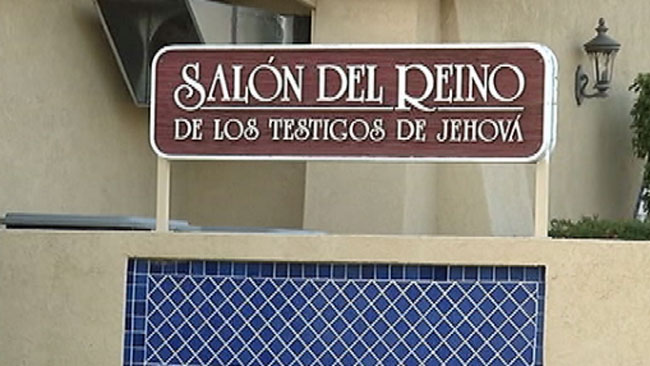 SALÓN DEL REINO
DE LOS TESTIGOS DE JEHOVÁ